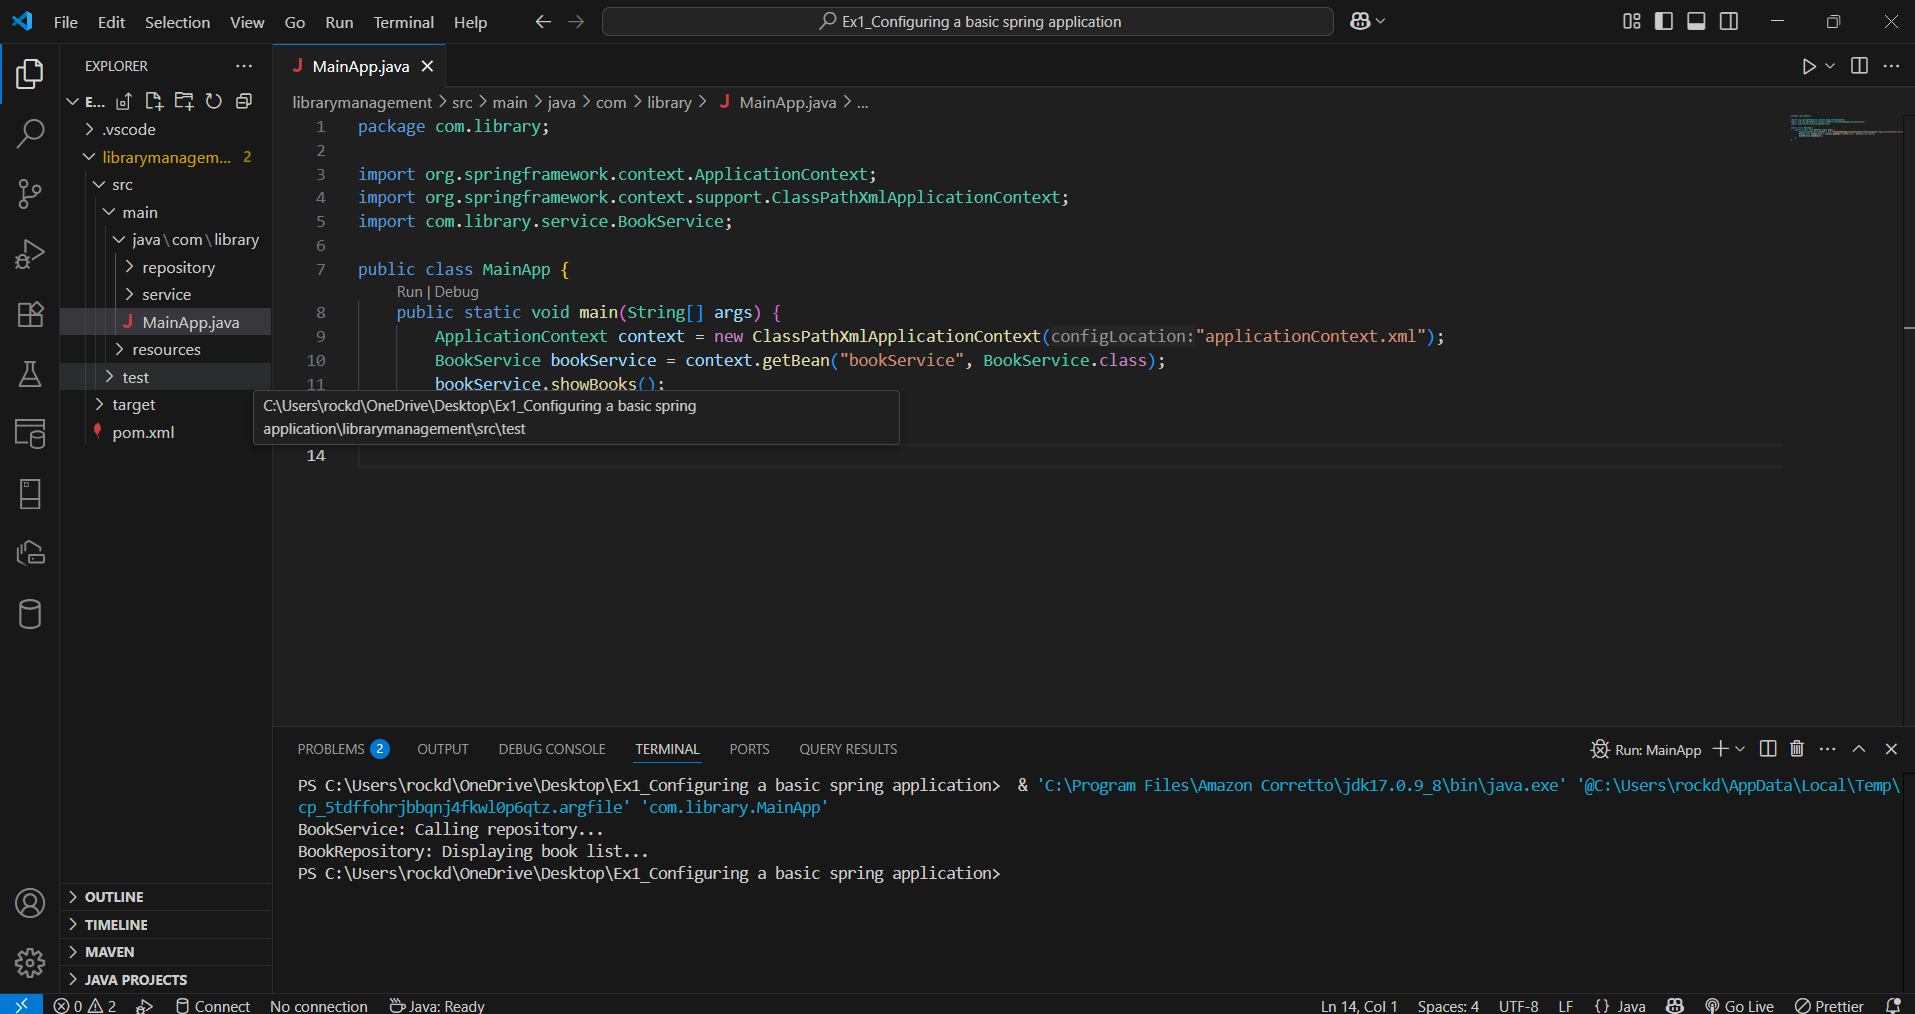 File Edit Selection View Go Run Terminal Help
Ex1_Configuring a basic spring application
EXPLORER
E...
.vscode
librarymanagem... 2
src
main
java\com\library
repository
service
J MainApp.java
resources
test
target
pom.xml
OUTLINE
TIMELINE
MAVEN
JAVA PROJECTS
J MainApp.java
librarymanagement > src > main > java > com > library > J MainApp.java > ...
1 package com.library;
2
3 import org.springframework.context.ApplicationContext;
4 import org.springframework.context.support.ClassPathXmlApplicationContext;
5 import com.library.service.BookService;
6
7 public class MainApp {
Run | Debug
8 public static void main(String[] args) {
9 ApplicationContext context = new ClassPathXmlApplicationContext(configLocation:"applicationContext.xml");
10 BookService bookService = context.getBean("bookService", BookService.class);
11 bookService.showBooks();
C:\Users\rockd\OneDrive\Desktop\Ex1_Configuring a basic spring
application\librarymanagement\src\test
14
PROBLEMS 2 OUTPUT DEBUG CONSOLE TERMINAL PORTS QUERY RESULTS
Run: MainApp
PS C:\Users\rockd\OneDrive\Desktop\Ex1_Configuring a basic spring application> & 'C:\Program Files\Amazon Corretto\jdk17.0.9_8\bin\java.exe' '@C:\Users\rockd\AppData\Local\Temp\
cp_5tdffohrjbbqnj4fkwl0p6qtz.argfile' 'com.library.MainApp'
BookService: Calling repository...
BookRepository: Displaying book list...
PS C:\Users\rockd\OneDrive\Desktop\Ex1_Configuring a basic spring application>
0 2 Connect No connection Java: Ready
Ln 14, Col 1 Spaces: 4 UTF-8 LF {} Java Go Live Prettier